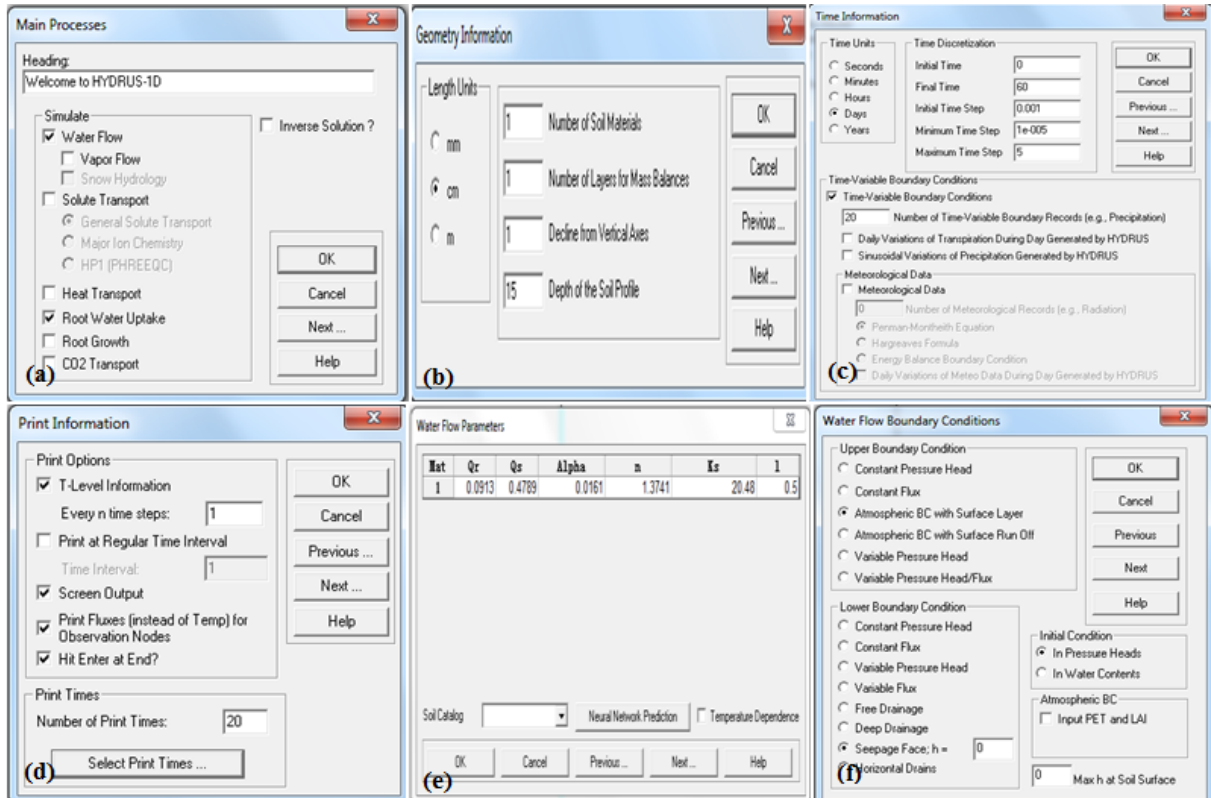 Main Processes
Heading:
Welcome to HYDRUS-1D
Simulate
Water Flow
Vapor Flow
Snow Hydrology
Solute Transport
General Solute Transport
Major Ion Chemistry
HP1 (PHREEQC)
Heat Transport
Root Water Uptake
Root Growth
CO2 Transport
Inverse Solution ?
OK
Cancel
Next ...
Help
(a)
Geometry Information
Length Units
mm
cm
m
1 Number of Soil Materials
1 Number of Layers for Mass Balances
1 Decline from Vertical Axes
15 Depth of the Soil Profile
OK
Cancel
Previous ...
Next ...
Help
(b)
Time Information
Time Units
Seconds
Minutes
Hours
Days
Years
Time Discretization
Initial Time 0
Final Time 60
Initial Time Step 0.001
Minimum Time Step 1e-005
Maximum Time Step 5
OK
Cancel
Previous ...
Next ...
Help
Time-Variable Boundary Conditions
Time-Variable Boundary Conditions
20 Number of Time-Variable Boundary Records (e.g., Precipitation)
Daily Variations of Transpiration During Day Generated by HYDRUS
Sinusoidal Variations of Precipitation Generated by HYDRUS
Meteorological Data
Meteorological Data
0 Number of Meteorological Records (e.g., Radiation)
Penman-Montheith Equation
Hargreaves Formula
Energy Balance Boundary Condition
Daily Variations of Meteo Data During Day Generated by HYDRUS
(c)
Print Information
Print Options
T-Level Information
Every n time steps: 1
Print at Regular Time Interval
Time Interval: 1
Screen Output
Print Fluxes (instead of Temp) for
Observation Nodes
Hit Enter at End?
OK
Cancel
Previous ...
Next ...
Help
Print Times
Number of Print Times: 20
Select Print Times ...
(d)
Water Flow Parameters
Mat Qr Qs Alpha n Ks l
1 0.0913 0.4789 0.0161 1.3741 20.48 0.5
Soil Catalog
Neural Network Prediction
Temperature Dependence
OK
Cancel
Previous ...
Next ...
Help
(e)
Water Flow Boundary Conditions
Upper Boundary Condition
Constant Pressure Head
Constant Flux
Atmospheric BC with Surface Layer
Atmospheric BC with Surface Run Off
Variable Pressure Head
Variable Pressure Head/Flux
OK
Cancel
Previous
Next
Help
Lower Boundary Condition
Constant Pressure Head
Constant Flux
Variable Pressure Head
Variable Flux
Free Drainage
Deep Drainage
Seepage Face; h = 0
Horizontal Drains
Initial Condition
In Pressure Heads
In Water Contents
Atmospheric BC
Input PET and LAI
0 Max h at Soil Surface
(f)